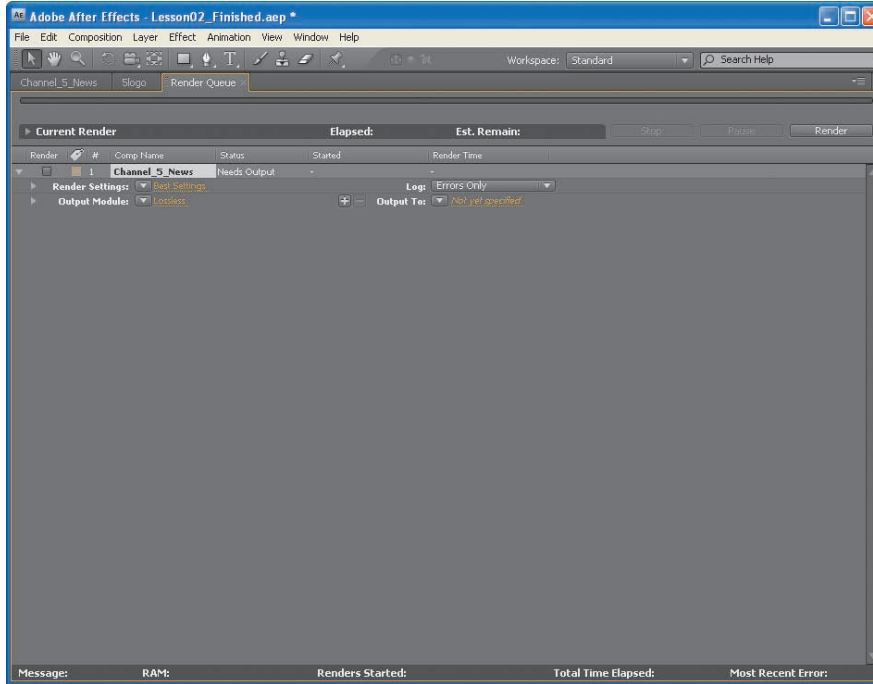 Adobe After Effects - Lesson02_Finished.aep *
File Edit Composition Layer Effect Animation View Window Help
Workspace: Standard Search Help
Channel_5_News 5logo Render Queue
Current Render Elapsed: Est. Remain: Stop Pause Render
Render # Comp Name Status Started Render Time
1 Channel_5_News Needs Output - -
Render Settings: Best Settings Log: Errors Only
Output Module: Lossless Output To: Not yet specified
Message: RAM: Renders Started: Total Time Elapsed: Most Recent Error: